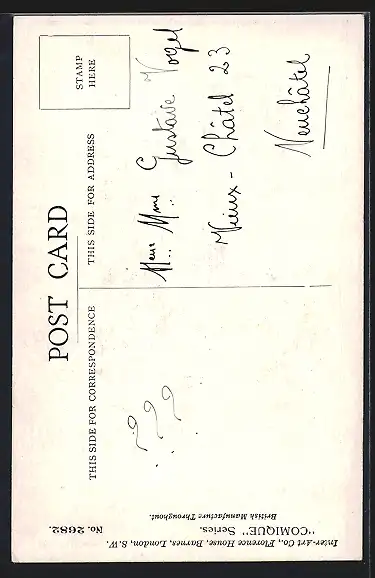 POST CARD
THIS SIDE FOR CORRESPONDENCE
THIS SIDE FOR ADDRESS
STAMP
HERE
? ? ?
Mme Gustave Vogel
Vieux-Châtel 23
Neuchâtel
Inter-Art Co., Florence House, Barnes, London, S.W.
"COMIQUE" Series. No. 2682.
British Manufacture Throughout.